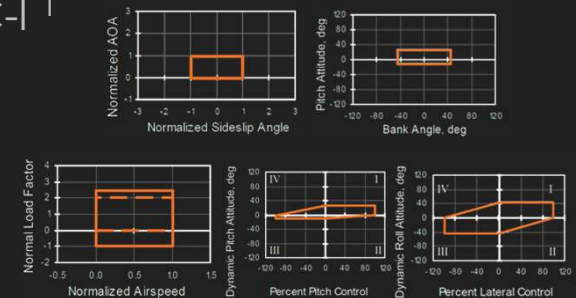 Normalized AOA
3
2
1
0
-1
-3 -2 -1 0 1 2 3
Normalized Sideslip Angle
Pitch Attitude, deg
120
80
40
0
-40
-80
-120
-120 -80 -40 0 40 80 120
Bank Angle, deg
Normal Load Factor
4
3
2
1
0
-1
-2
-0.5 0.0 0.5 1.0 1.5
Normalized Airspeed
Dynamic Pitch Attitude, deg
120
80
40
0
-40
-80
-120
IV I
III II
-120 -80 -40 0 40 80 120
Percent Pitch Control
Dynamic Roll Attitude, deg
120
80
40
0
-40
-80
-120
IV I
III II
-120 -80 -40 0 40 80 120
Percent Lateral Control